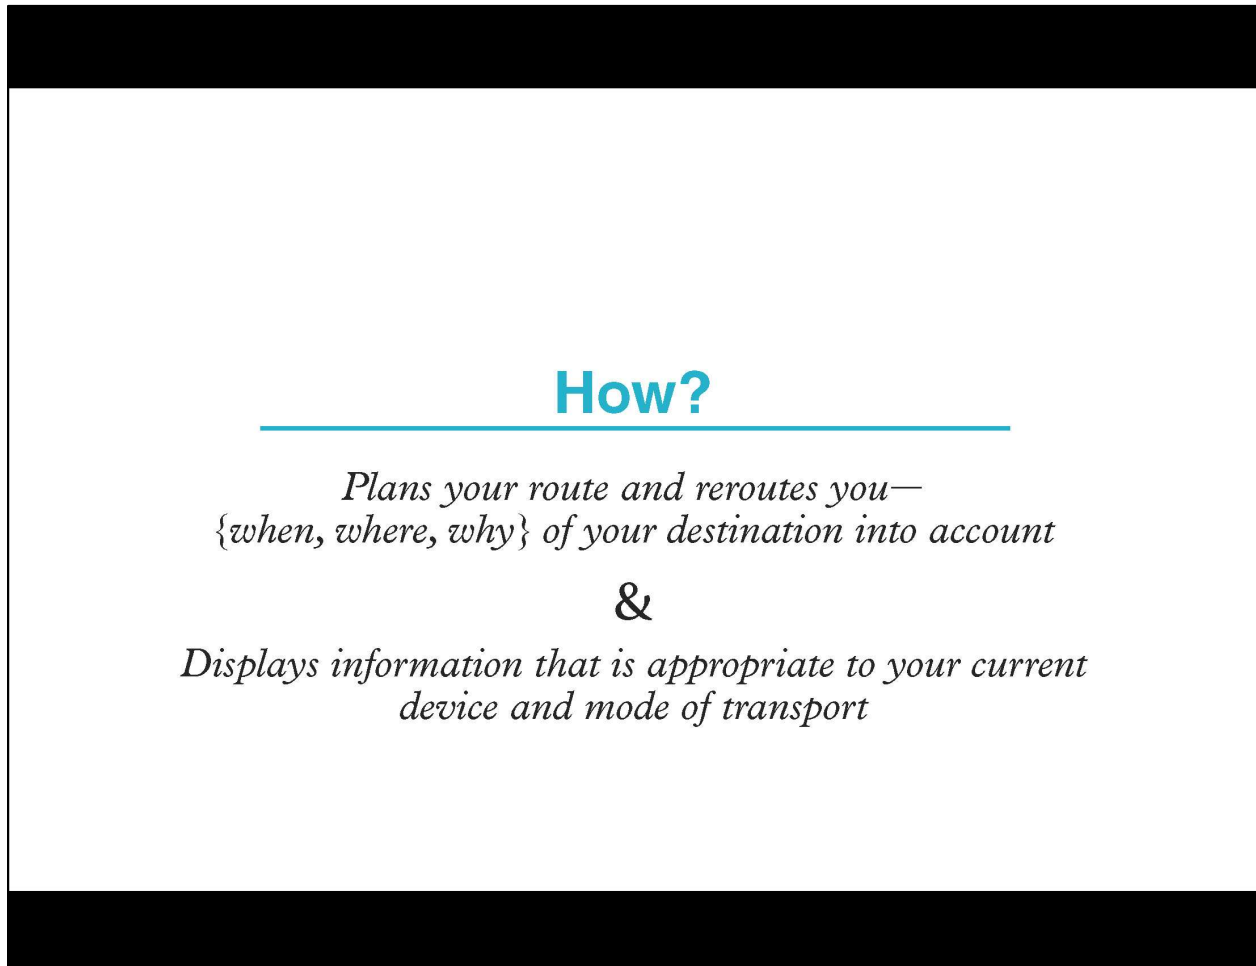 How?
Plans your route and reroutes you—
{when, where, why} of your destination into account
&
Displays information that is appropriate to your current
device and mode of transport